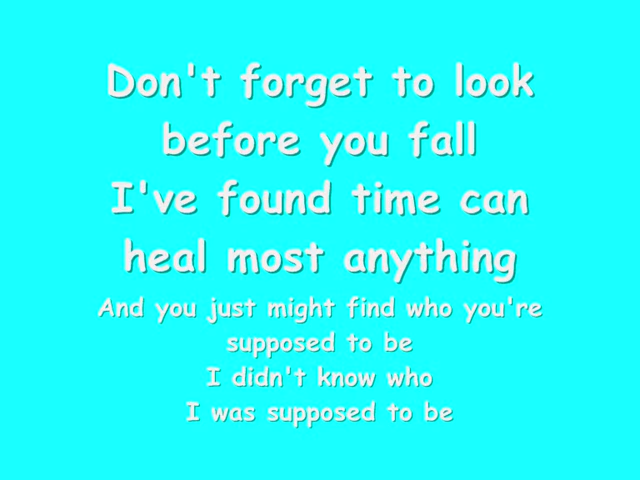 Don't forget to look
before you fall
I've found time can
heal most anything
And you just might find who you're
supposed to be
I didn't know who
I was supposed to be